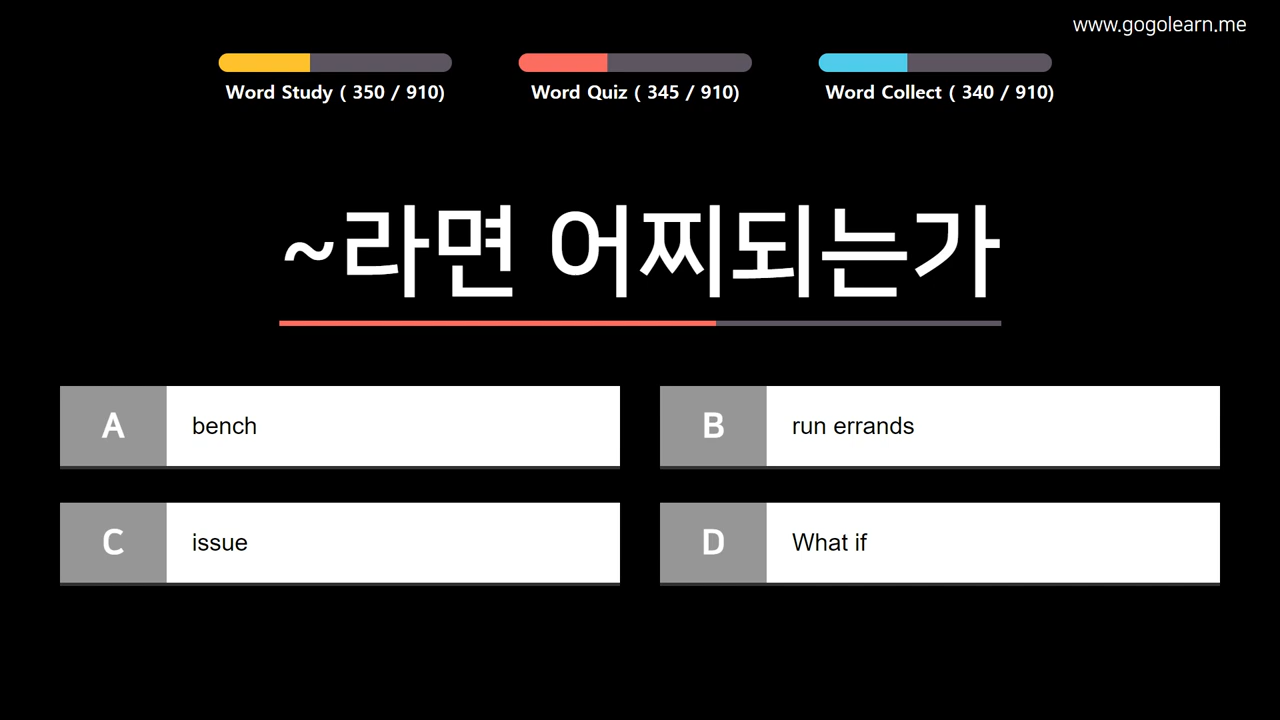 www.gogolearn.me
Word Study ( 350 / 910)
Word Quiz ( 345 / 910)
Word Collect ( 340 / 910)
~라면 어찌되는가
A bench
B run errands
C issue
D What if